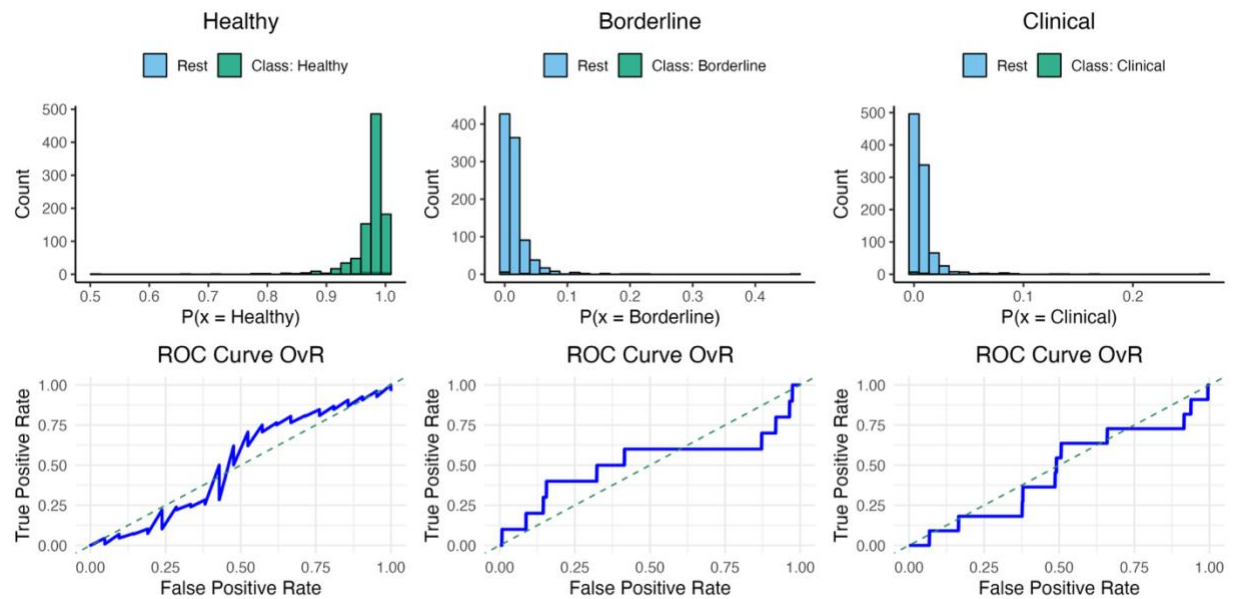 Healthy
Rest Class: Healthy
500
400
300
200
100
0
Count
0.5 0.6 0.7 0.8 0.9 1.0
P(x = Healthy)
Borderline
Rest Class: Borderline
400
300
200
100
0
Count
0.0 0.1 0.2 0.3 0.4
P(x = Borderline)
Clinical
Rest Class: Clinical
500
400
300
200
100
0
Count
0.0 0.1 0.2
P(x = Clinical)
ROC Curve OvR
1.00
0.75
0.50
0.25
0.00
True Positive Rate
0.00 0.25 0.50 0.75 1.00
False Positive Rate
ROC Curve OvR
1.00
0.75
0.50
0.25
0.00
True Positive Rate
0.00 0.25 0.50 0.75 1.00
False Positive Rate
ROC Curve OvR
1.00
0.75
0.50
0.25
0.00
True Positive Rate
0.00 0.25 0.50 0.75 1.00
False Positive Rate